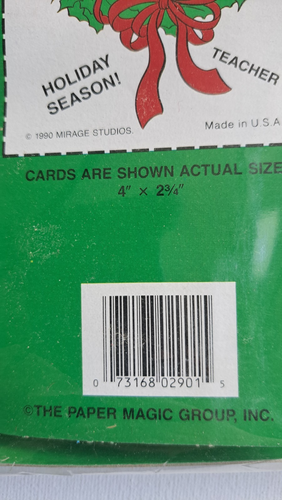 HOLIDAY
SEASON!
TEACHER
© 1990 MIRAGE STUDIOS.
Made in U.S.A
CARDS ARE SHOWN ACTUAL SIZE
4" × 2¾"
0 73168 02901 5
©THE PAPER MAGIC GROUP, INC.